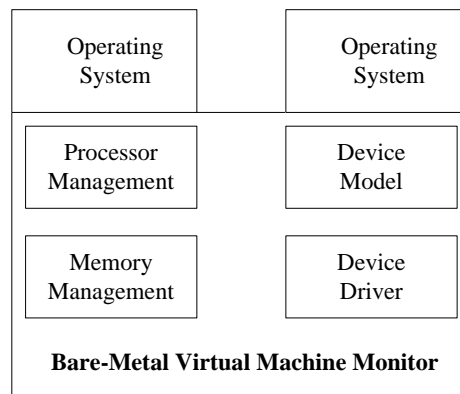 Operating
System
Operating
System
Processor
Management
Device
Model
Memory
Management
Device
Driver
Bare-Metal Virtual Machine Monitor